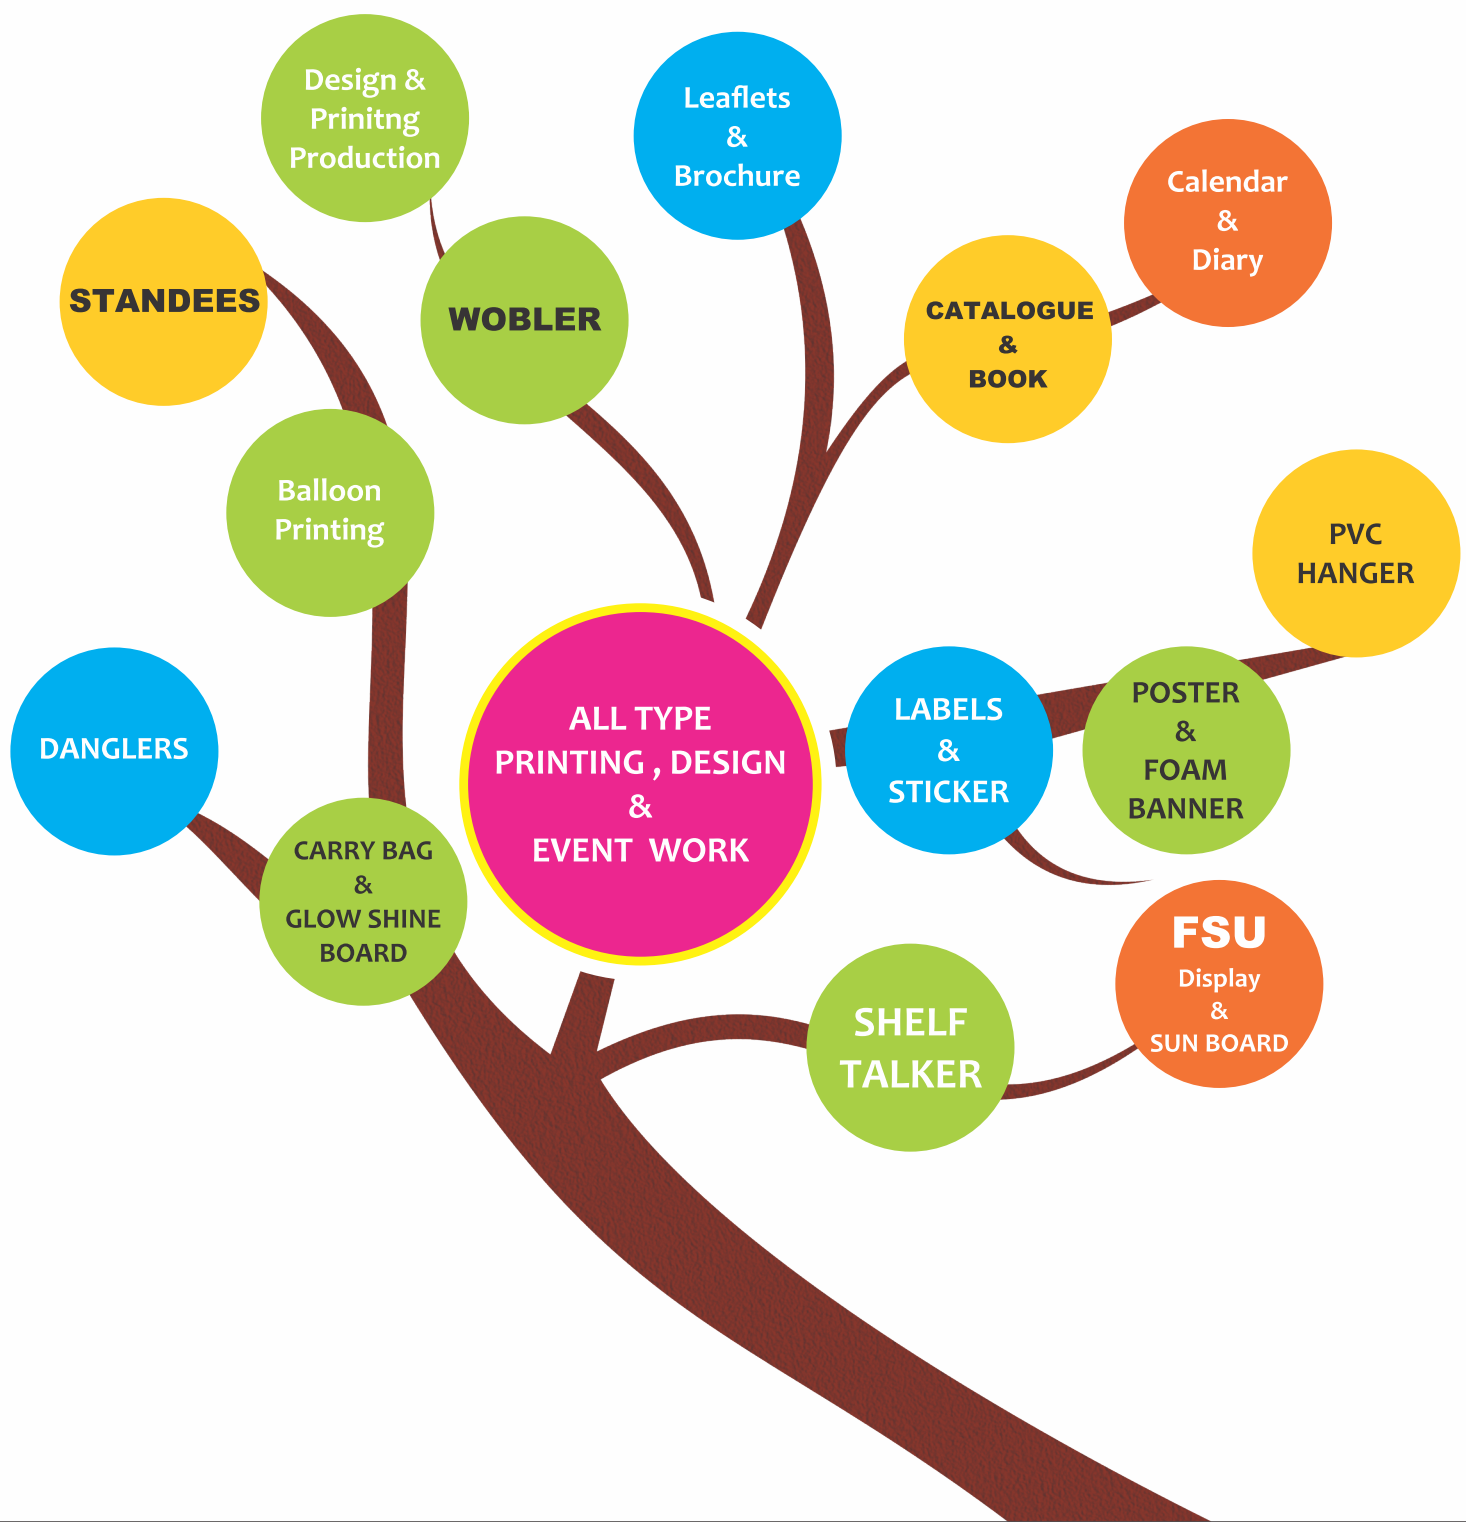 Design &
Prinitng
Production
Leaflets
&
Brochure
Calendar
&
Diary
STANDEES
WOBLER
CATALOGUE
&
BOOK
Balloon
Printing
PVC
HANGER
DANGLERS
ALL TYPE
PRINTING , DESIGN
&
EVENT WORK
LABELS
&
STICKER
POSTER
&
FOAM
BANNER
CARRY BAG
&
GLOW SHINE
BOARD
SHELF
TALKER
FSU
Display
&
SUN BOARD